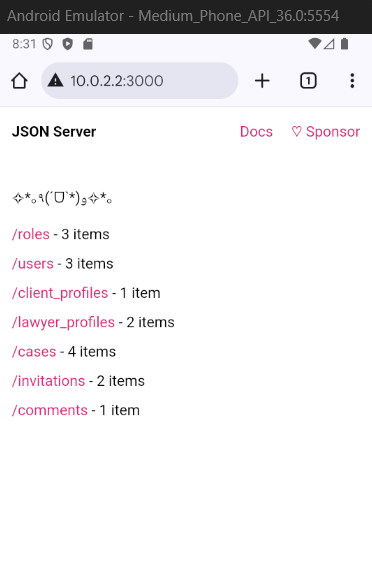 Android Emulator - Medium_Phone_API_36.0:5554
8:31
10.0.2.2:3000
1
JSON Server Docs ♡ Sponsor
✧*｡٩(ˊᗜˋ*)و✧*｡
/roles - 3 items
/users - 3 items
/client_profiles - 1 item
/lawyer_profiles - 2 items
/cases - 4 items
/invitations - 2 items
/comments - 1 item